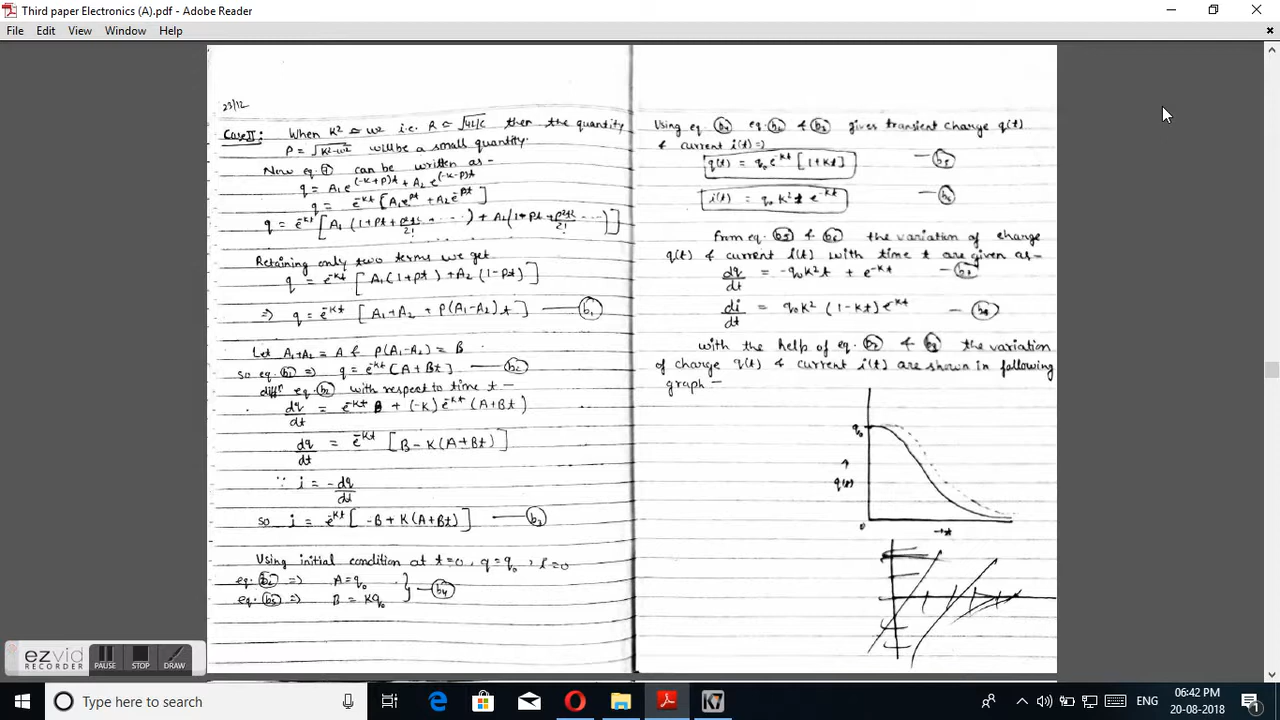 Third paper Electronics (A).pdf - Adobe Reader
File Edit View Window Help
23/12
Case II: When K² ≃ ω² i.e. R ≃ √4L/C then the quantity
P = √K²-ω² will be a small quantity.
Now eq. can be written as -
q = A₁e^(-K+P)t + A₂e^(-K-P)t
q = e^-Kt [A₁e^Pt + A₂e^-Pt]
q = e^-Kt [A₁ (1+Pt+P²t²/2! + ....) + A₂(1-Pt+P²t²/2! ....)]
Retaining only two terms we get
q = e^-Kt [A₁(1+Pt) + A₂(1-Pt)]
⇒ q = e^-Kt [A₁+A₂ + P(A₁-A₂)t] — b₁
Let A₁+A₂ = A & P(A₁-A₂) = B
so eq. b₁ ⇒ q = e^-Kt [A+Bt] — b₂
diffⁿ eq. b₂ with respect to time t -
dq/dt = e^-Kt B + (-K) e^-Kt (A+Bt)
dq/dt = e^-Kt [B - K(A+Bt)]
∵ i = -dq/dt
so i = e^-Kt [-B + K(A+Bt)] — b₃
Using initial condition at t=0, q=q₀, i=0
eq. b₂ ⇒ A = q₀
eq. b₃ ⇒ B = Kq₀ } — b₄
Using eq. b₄ eq. b₂ & b₃ gives transient charge q(t)
& current i(t) ⇒
q(t) = q₀e^-Kt [1+Kt] — b₅
i(t) = q₀K²t e^-Kt — b₆
From eq. b₅ & b₆ the variation of charge
q(t) & current i(t) with time t are given as -
dq/dt = -q₀K²t + e^-Kt — b₇
di/dt = q₀K² (1-Kt) e^-Kt — b₈
with the help of eq. b₇ & b₈ the variation
of charge q(t) & current i(t) are shown in following
graph -
q₀
↑
q(t)
0
→t
ezvid
RECORDER
PAUSE
STOP
DRAW
Type here to search
ENG
08:42 PM
20-08-2018
1